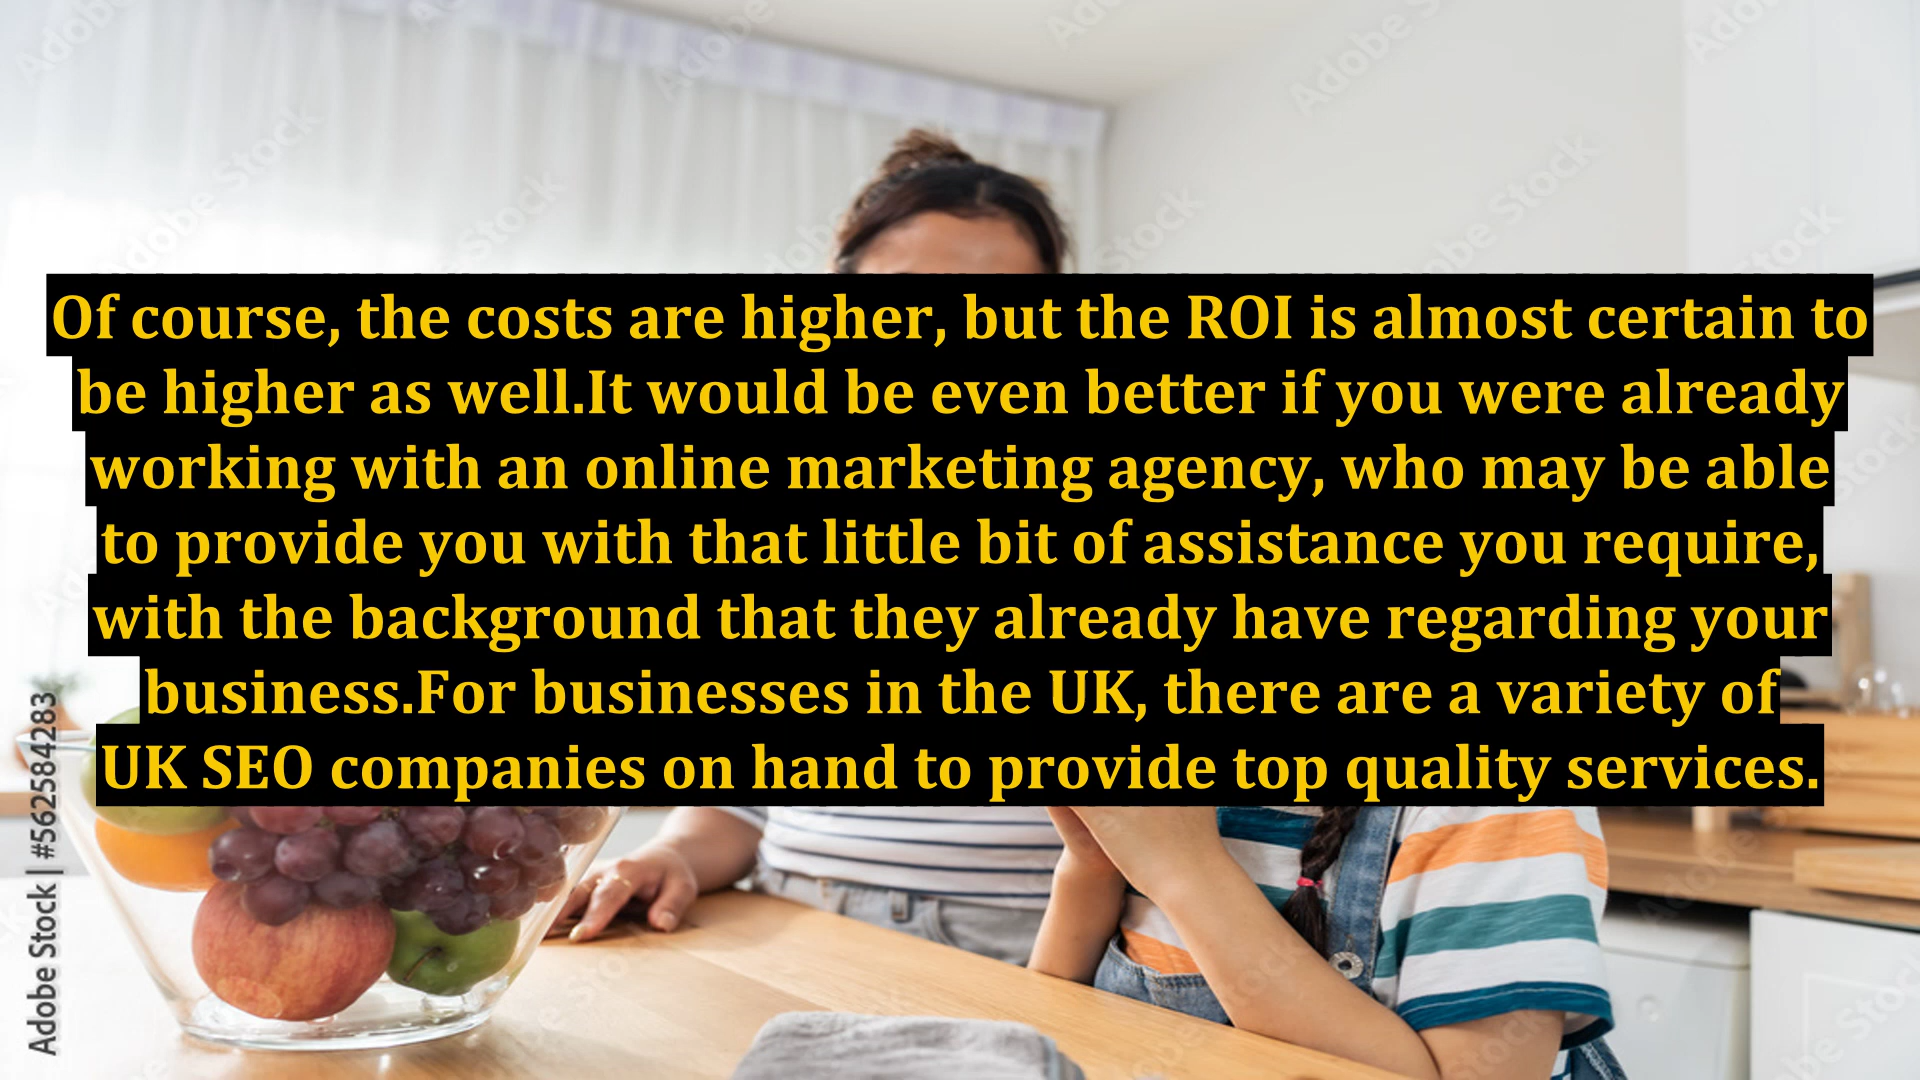 Of course, the costs are higher, but the ROI is almost certain to
be higher as well.It would be even better if you were already
working with an online marketing agency, who may be able
to provide you with that little bit of assistance you require,
with the background that they already have regarding your
business.For businesses in the UK, there are a variety of
UK SEO companies on hand to provide top quality services.
Adobe Stock | #562584283